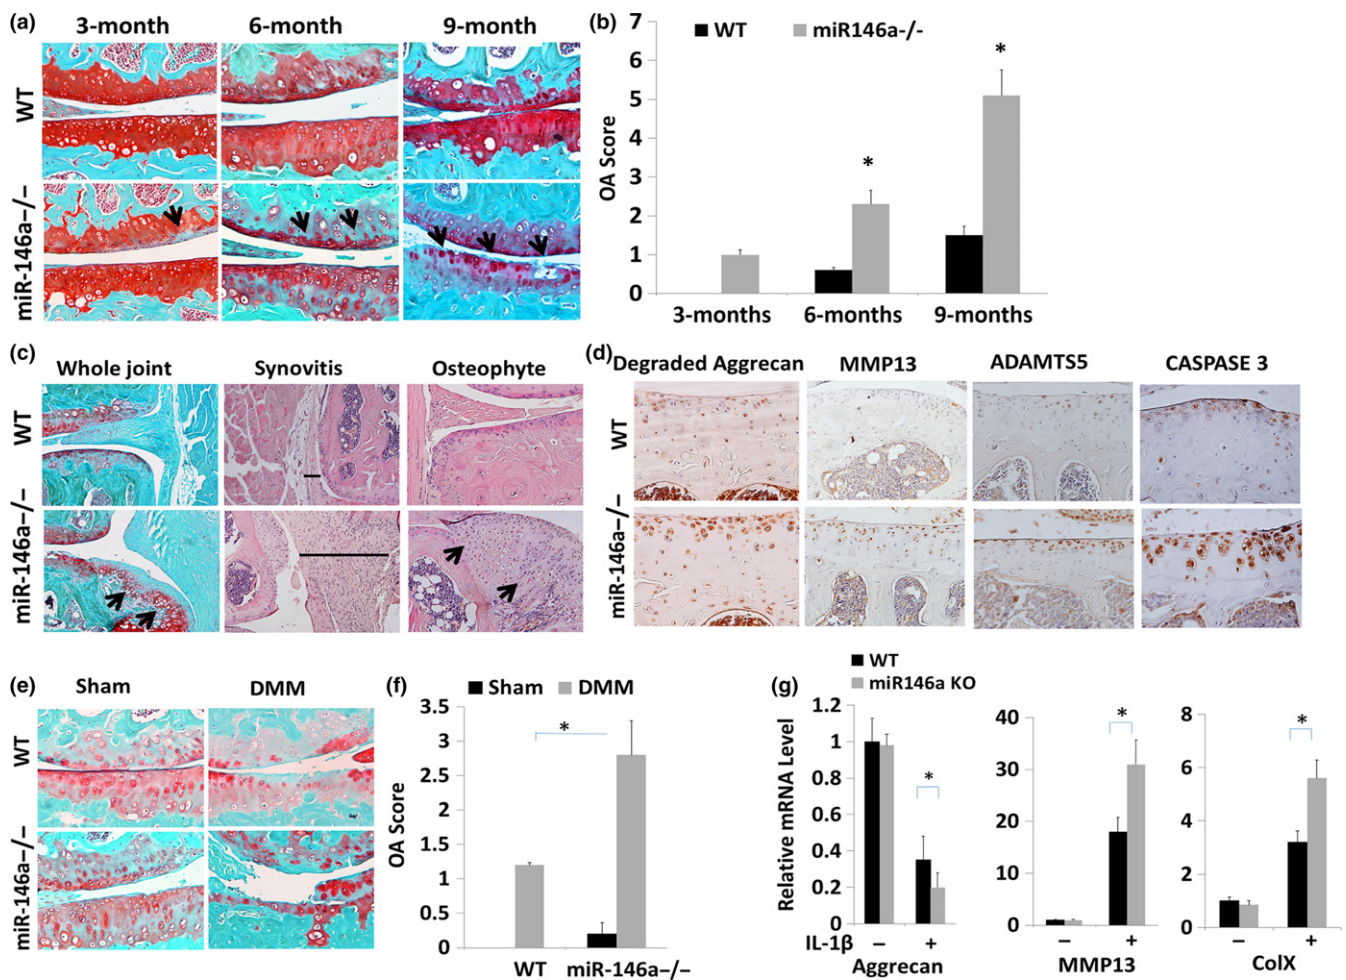 (a)
3-month 6-month 9-month
WT
miR-146a−/−
(b)
WT miR146a-/-
OA Score
7
6
5
4
3
2
1
0
*
*
3-months 6-months 9-months
(c)
Whole joint Synovitis Osteophyte
WT
miR-146a−/−
(d)
Degraded Aggrecan MMP13 ADAMTS5 CASPASE 3
WT
miR-146a−/−
(e)
Sham DMM
WT
miR-146a−/−
(f)
Sham DMM
OA Score
3.5
3
2.5
2
1.5
1
0.5
0
*
WT miR-146a−/−
(g)
WT
miR146a KO
Relative mRNA Level
1.2
1
0.8
0.6
0.4
0.2
0
*
IL-1β − +
Aggrecan
40
30
20
10
0
*
− +
MMP13
8
6
4
2
0
*
− +
ColX